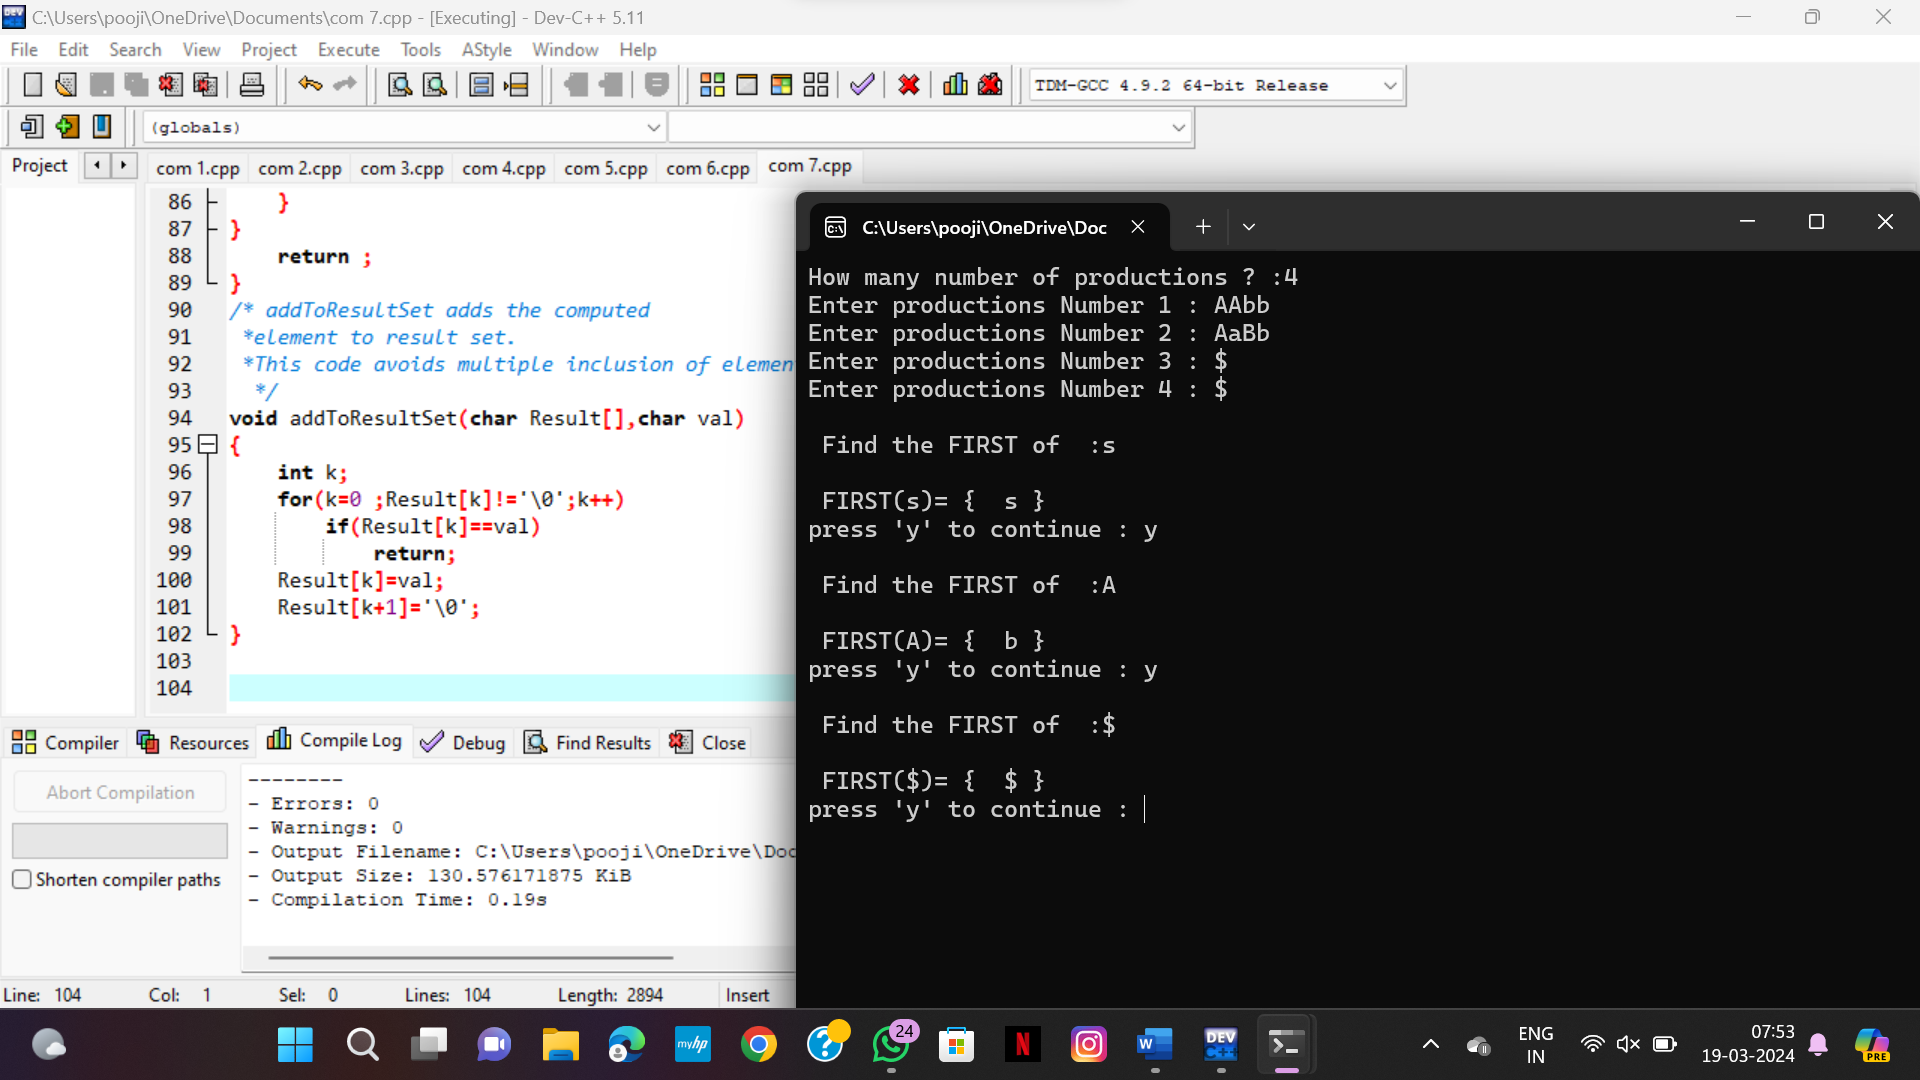 C:\Users\pooji\OneDrive\Documents\com 7.cpp - [Executing] - Dev-C++ 5.11
File Edit Search View Project Execute Tools AStyle Window Help
TDM-GCC 4.9.2 64-bit Release
(globals)
Project
com 1.cpp com 2.cpp com 3.cpp com 4.cpp com 5.cpp com 6.cpp com 7.cpp
86 }
87 }
88 return ;
89 }
90 /* addToResultSet adds the computed
91 *element to result set.
92 *This code avoids multiple inclusion of elemen
93 */
94 void addToResultSet(char Result[],char val)
95 {
96 int k;
97 for(k=0 ;Result[k]!='\0';k++)
98 if(Result[k]==val)
99 return;
100 Result[k]=val;
101 Result[k+1]='\0';
102 }
103
104
C:\Users\pooji\OneDrive\Doc
How many number of productions ? :4
Enter productions Number 1 : AAbb
Enter productions Number 2 : AaBb
Enter productions Number 3 : $
Enter productions Number 4 : $
Find the FIRST of :s
FIRST(s)= { s }
press 'y' to continue : y
Find the FIRST of :A
FIRST(A)= { b }
press 'y' to continue : y
Find the FIRST of :$
FIRST($)= { $ }
press 'y' to continue :
Compiler Resources Compile Log Debug Find Results Close
Abort Compilation
Shorten compiler paths
--------
- Errors: 0
- Warnings: 0
- Output Filename: C:\Users\pooji\OneDrive\Doc
- Output Size: 130.576171875 KiB
- Compilation Time: 0.19s
Line: 104 Col: 1 Sel: 0 Lines: 104 Length: 2894 Insert
myhp
24
N
W
DEV
C++
ENG
IN
07:53
19-03-2024
PRE